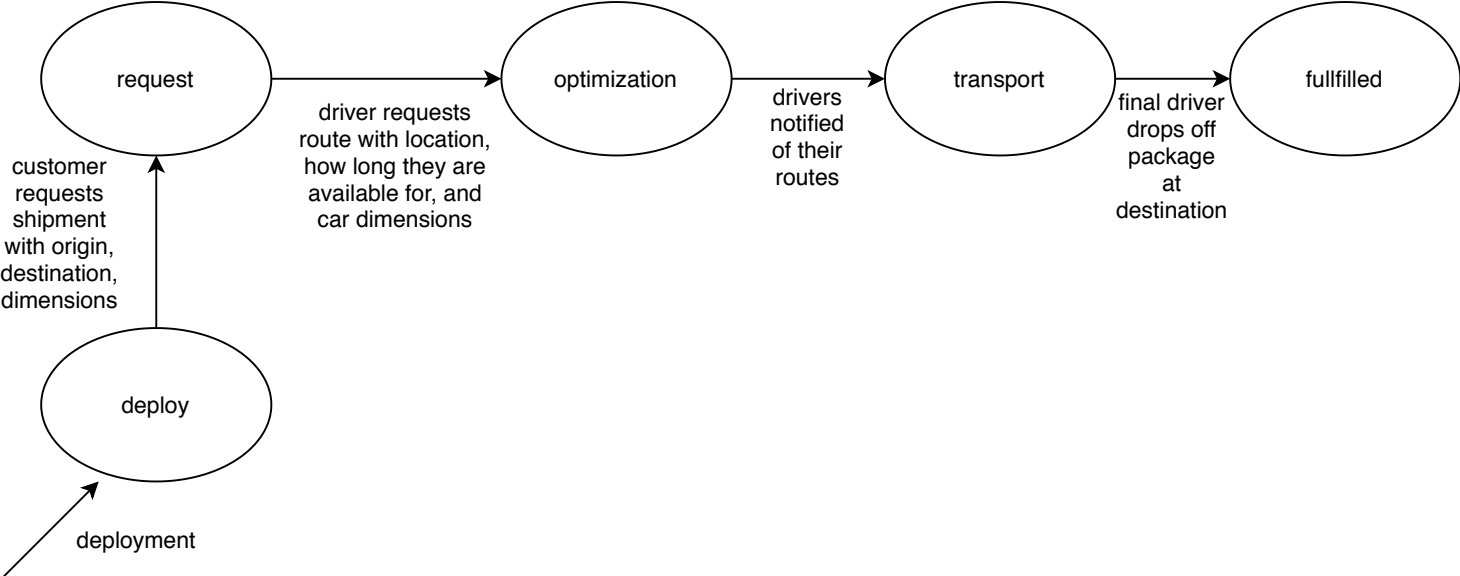 request
optimization
transport
fullfilled
driver requests
route with location,
how long they are
available for, and
car dimensions
drivers
notified
of their
routes
final driver
drops off
package
at
destination
customer
requests
shipment
with origin,
destination,
dimensions
deploy
deployment